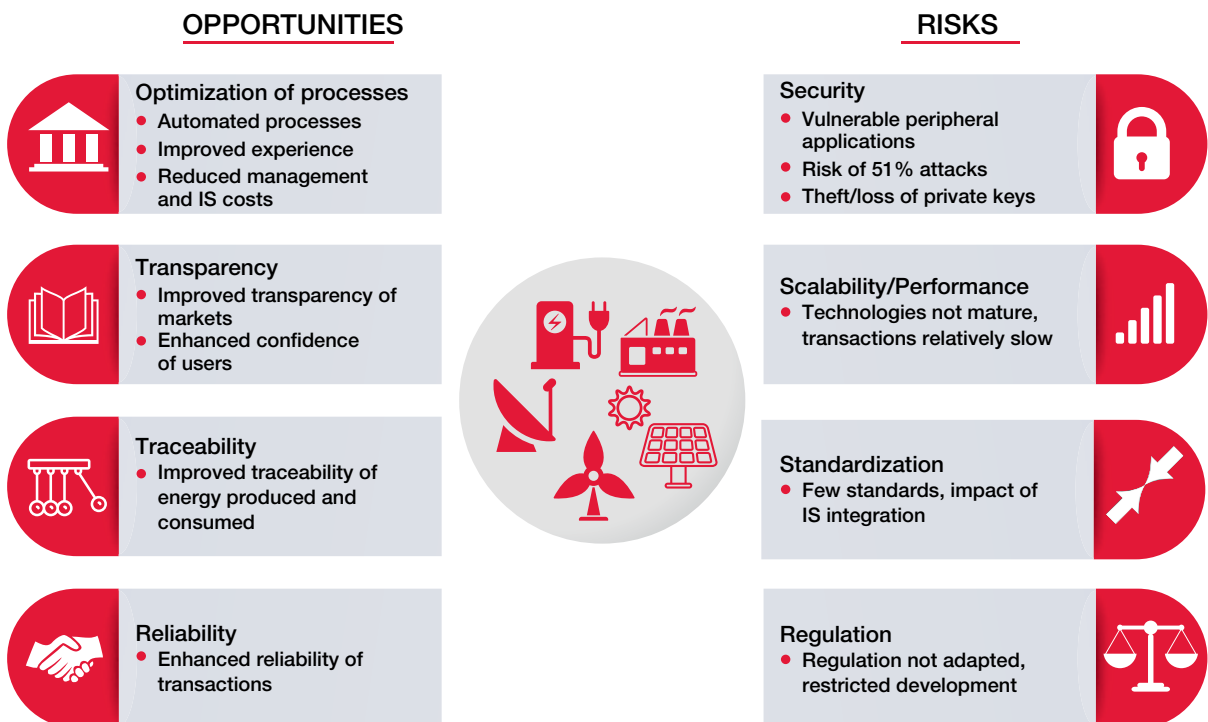 OPPORTUNITIES
Optimization of processes
• Automated processes
• Improved experience
• Reduced management
and IS costs
Transparency
• Improved transparency of
markets
• Enhanced confidence
of users
Traceability
• Improved traceability of
energy produced and
consumed
Reliability
• Enhanced reliability of
transactions
RISKS
Security
• Vulnerable peripheral
applications
• Risk of 51% attacks
• Theft/loss of private keys
Scalability/Performance
• Technologies not mature,
transactions relatively slow
Standardization
• Few standards, impact of
IS integration
Regulation
• Regulation not adapted,
restricted development